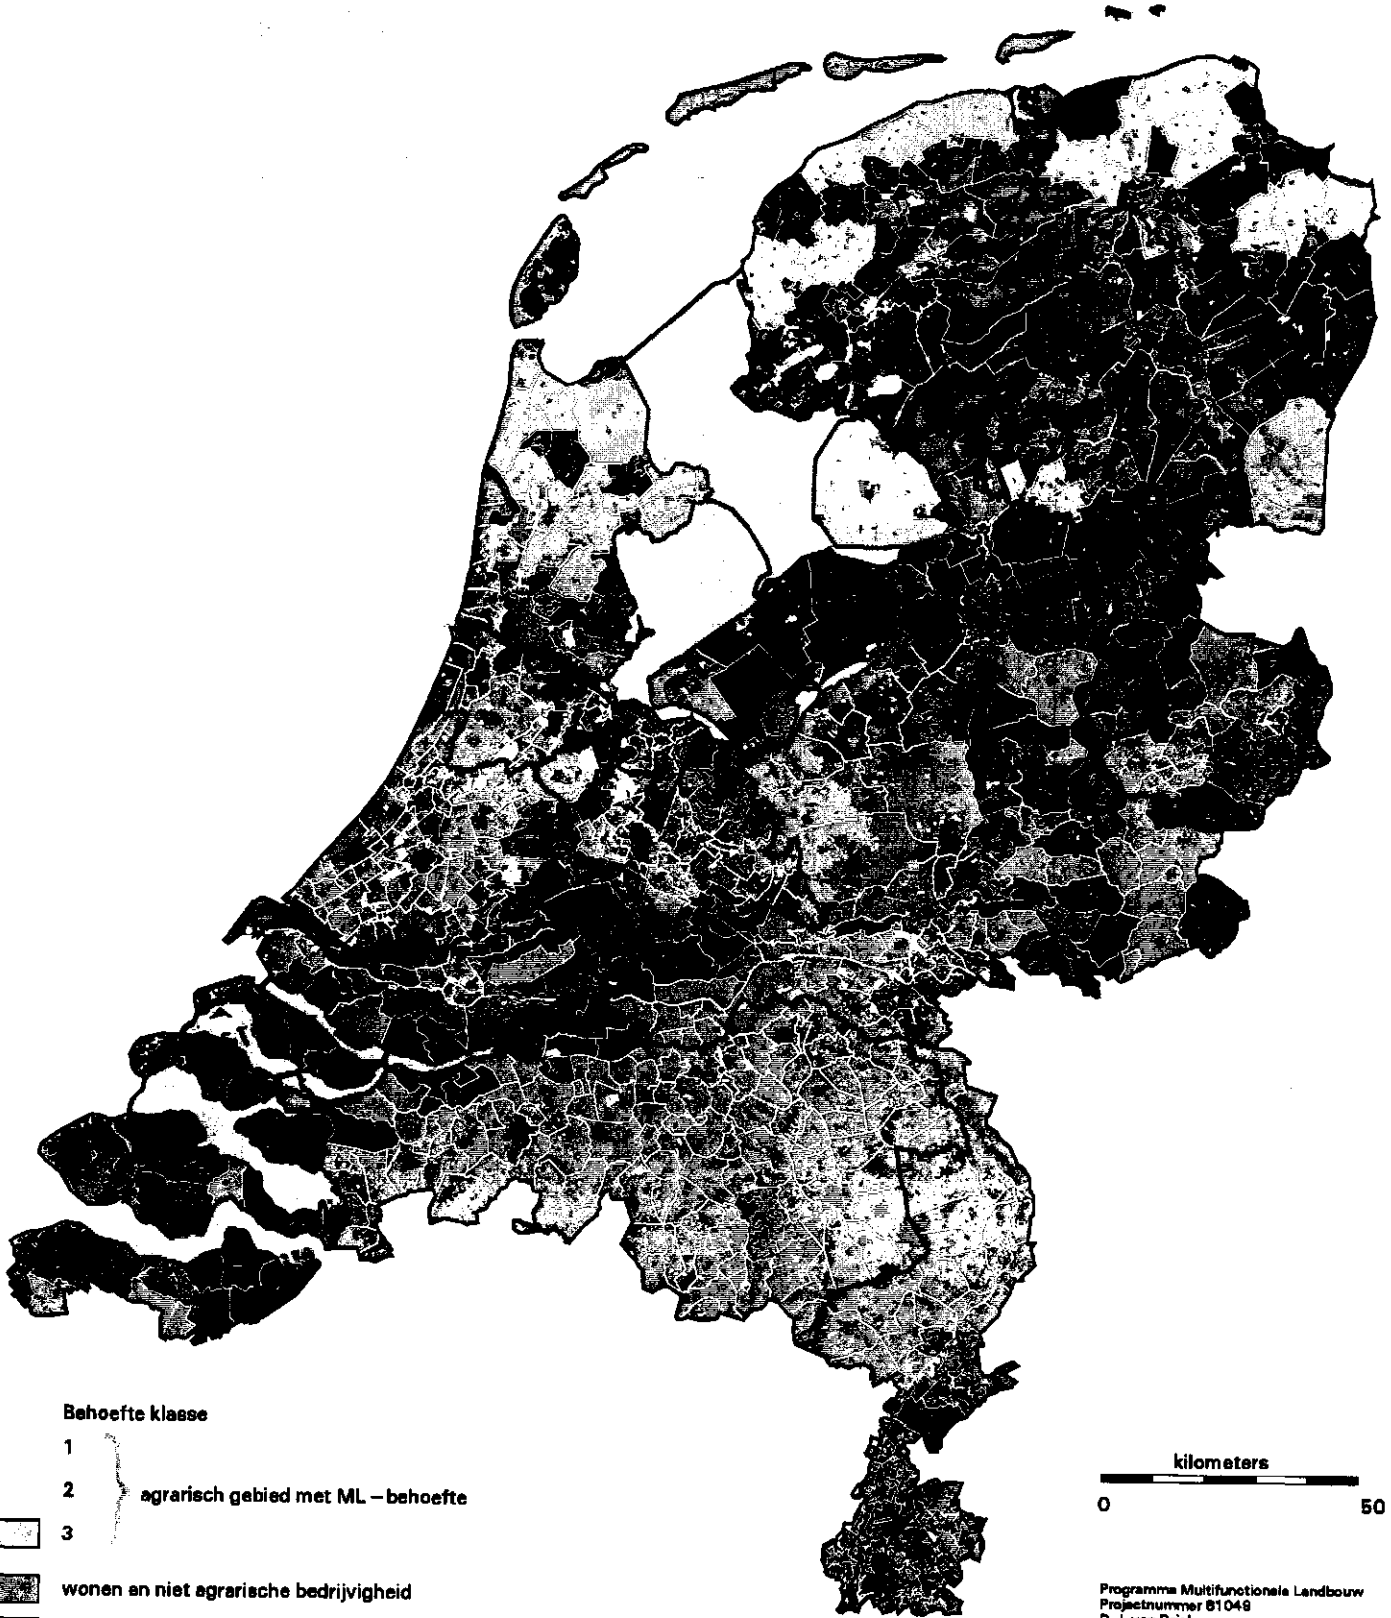 Behoefte klasse
1
2
agrarisch gebied met ML – behoefte
3
wonen en niet agrarische bedrijvigheid
kilometers
0
50
Programma Multifunctionele Landbouw
Projectnummer 81049